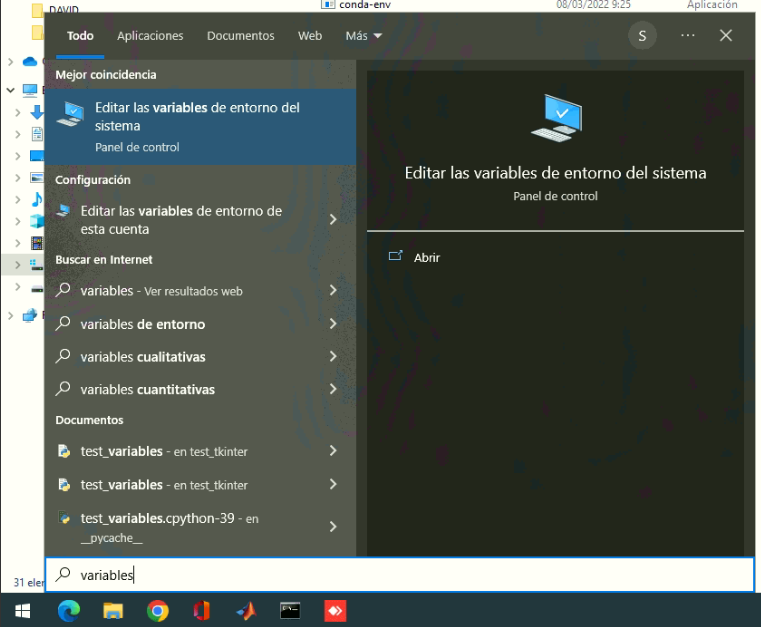 DAVID
conda-env 08/03/2022 9:25 Aplicación
Todo Aplicaciones Documentos Web Más S
Mejor coincidencia
Editar las variables de entorno del
sistema
Panel de control
Configuración
Editar las variables de entorno de
esta cuenta
Buscar en Internet
variables - Ver resultados web
variables de entorno
variables cualitativas
variables cuantitativas
Documentos
test_variables - en test_tkinter
test_variables - en test_tkinter
test_variables.cpython-39 - en
__pycache__
Editar las variables de entorno del sistema
Panel de control
Abrir
variables
31